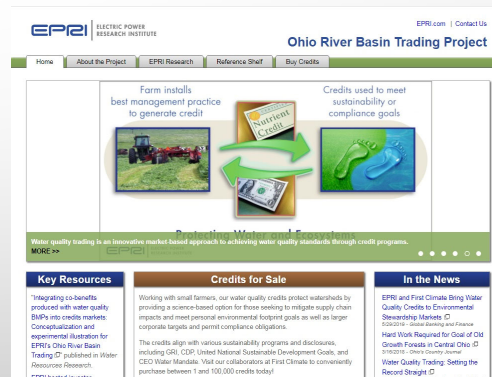 EPRI
ELECTRIC POWER
RESEARCH INSTITUTE
EPRI.com | Contact Us
Ohio River Basin Trading Project
Home
About the Project
EPRI Research
Reference Shelf
Buy Credits
Farm installs
best management practice
to generate credit
Nutrient
Credit
Credits used to meet
sustainability or
compliance goals
Protecting Water and Ecosystems
Water quality trading is an innovative market based approach to achieving water quality standards through credit programs.
MORE >>
Key Resources
"Integrating co-benefits
produced with water quality
BMPs into credits markets:
Conceptualization and
experimental illustration for
EPRI's Ohio River Basin
Trading published in Water
Resources Research.
Credits for Sale
Working with small farmers, our water quality credits protect watersheds by
providing a science-based option for those seeking to mitigate supply chain
impacts and meet personal environmental footprint goals as well as larger
corporate targets and permit compliance obligations.
The credits align with various sustainability programs and disclosures,
including GRI, CDP, United National Sustainable Development Goals, and
CEO Water Mandate. Visit our collaborators at First Climate to conveniently
purchase between 1 and 100,000 credits today!
In the News
EPRI and First Climate Bring Water
Quality Credits to Environmental
Stewardship Markets
5/29/2018 - Global Banking and Finance
Hard Work Required for Goal of Old
Growth Forests in Central Ohio
3/16/2018 - Ohio's Country Journal
Water Quality Trading: Setting the
Record Straight